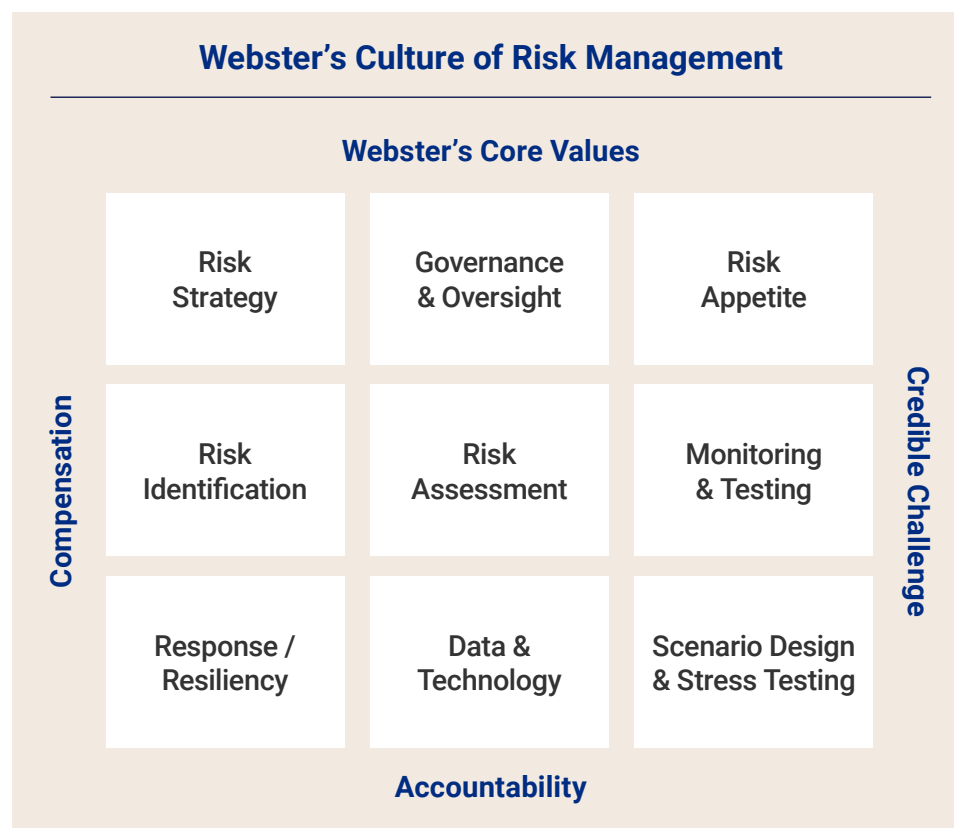 Webster’s Culture of Risk Management
Webster’s Core Values
Risk
Strategy
Governance
& Oversight
Risk
Appetite
Compensation
Risk
Identification
Risk
Assessment
Monitoring
& Testing
Credible Challenge
Response /
Resiliency
Data &
Technology
Scenario Design
& Stress Testing
Accountability